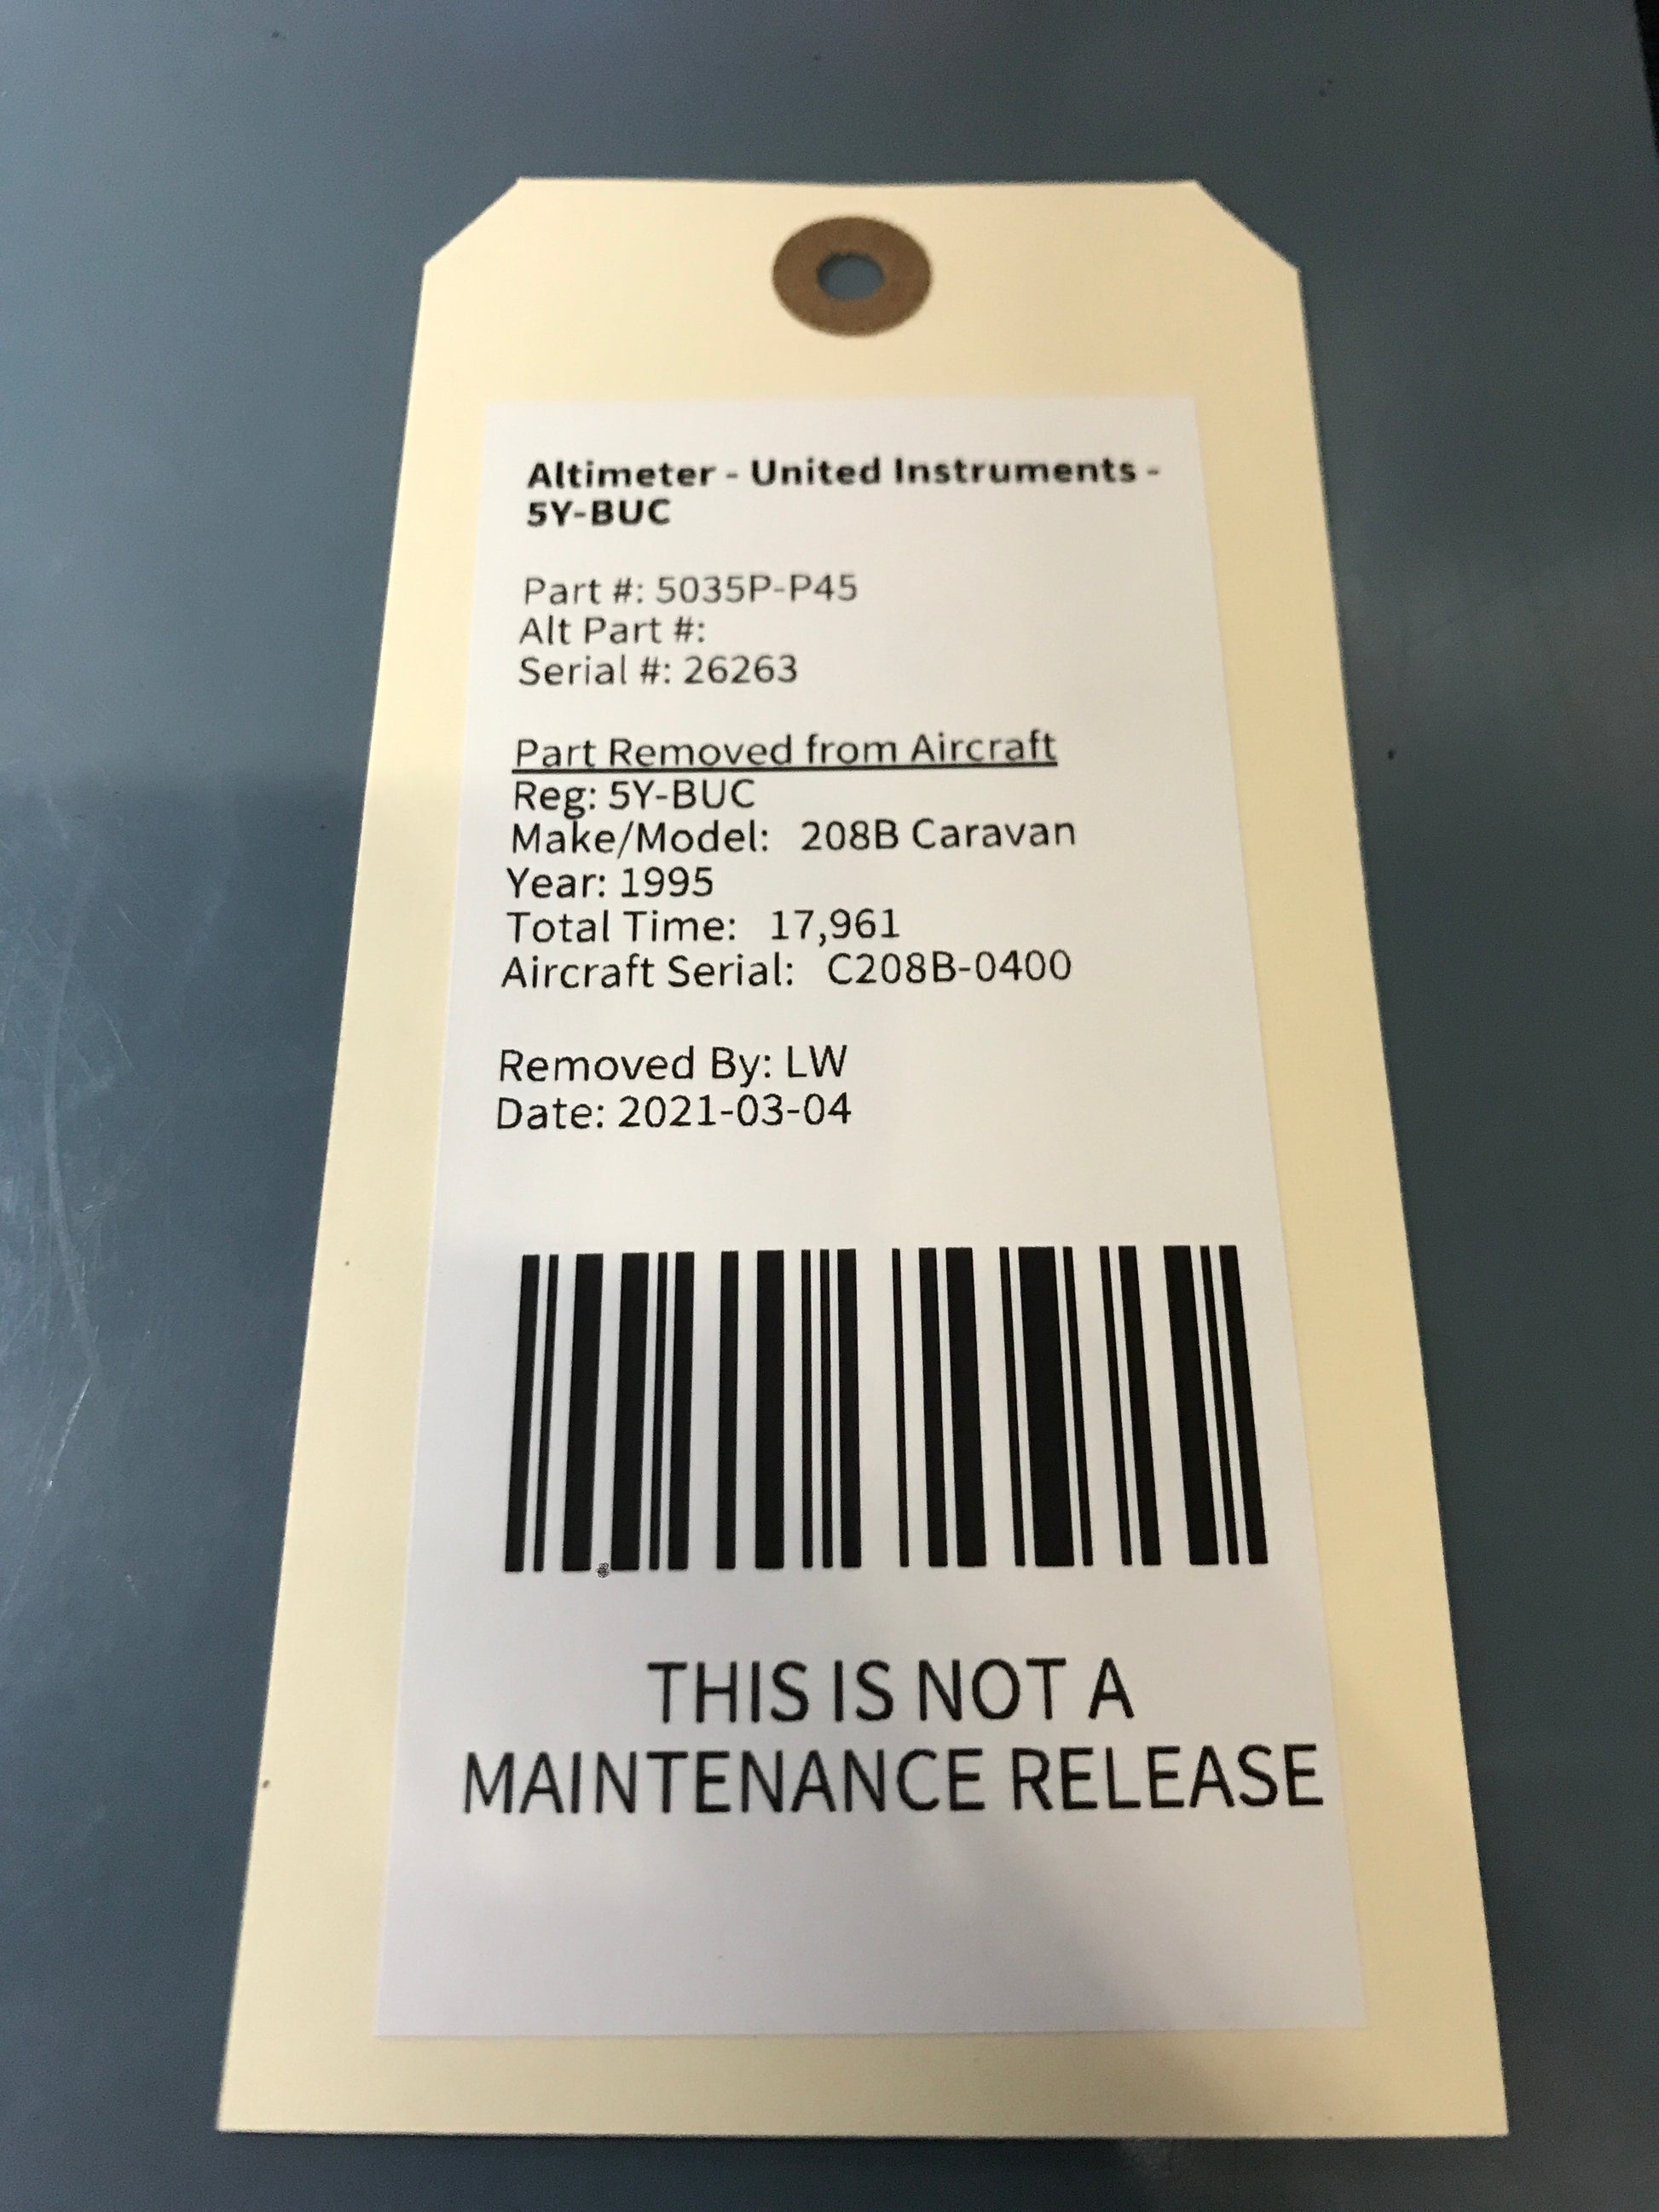 Altimeter - United Instruments -
5Y-BUC
Part #: 5035P-P45
Alt Part #:
Serial #: 26263
Part Removed from Aircraft
Reg: 5Y-BUC
Make/Model: 208B Caravan
Year: 1995
Total Time: 17,961
Aircraft Serial: C208B-0400
Removed By: LW
Date: 2021-03-04
THIS IS NOT A
MAINTENANCE RELEASE